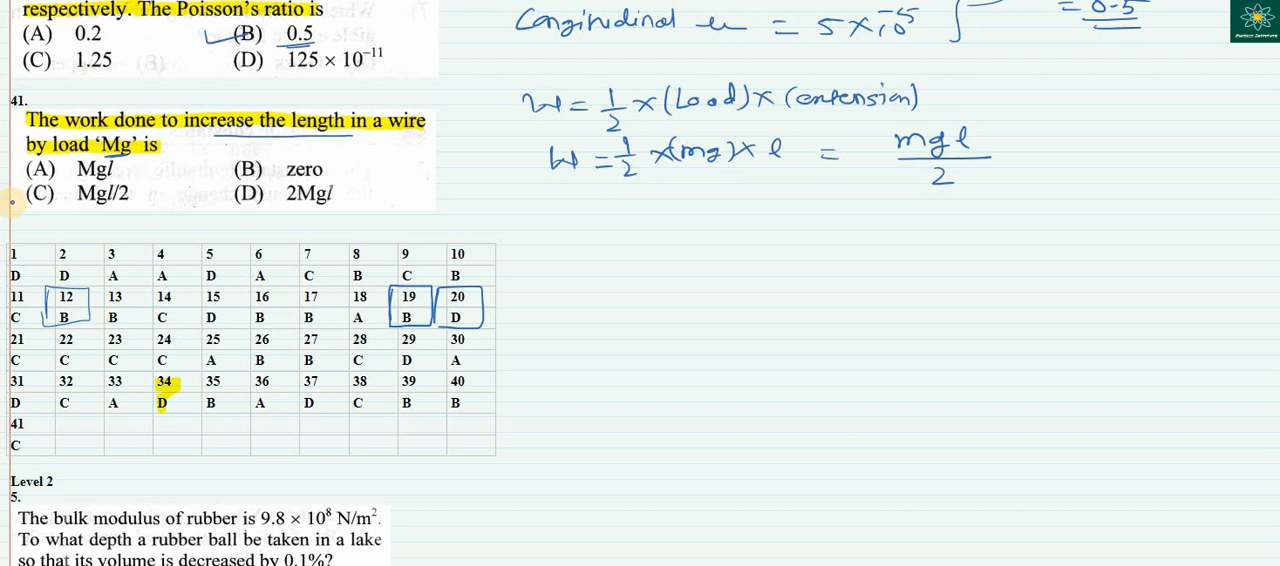 respectively. The Poisson's ratio is
(A) 0.2 (B) 0.5
(C) 1.25 (D) 125 × 10⁻¹¹
Longitudinal = 5 × 10⁻⁵ = 0.5
41.
The work done to increase the length in a wire
by load 'Mg' is
(A) Mgl (B) zero
(C) Mgl/2 (D) 2Mgl
W = 1/2 × (Load) × (extension)
W = 1/2 × (mg) × l = mgl/2
1 2 3 4 5 6 7 8 9 10
D D A A D A C B C B
11 12 13 14 15 16 17 18 19 20
C B B C D B B A B D
21 22 23 24 25 26 27 28 29 30
C C C C A B B C D A
31 32 33 34 35 36 37 38 39 40
D C A D B A D C B B
41
C
Level 2
5.
The bulk modulus of rubber is 9.8 × 10⁸ N/m².
To what depth a rubber ball be taken in a lake
so that its volume is decreased by 0.1%?